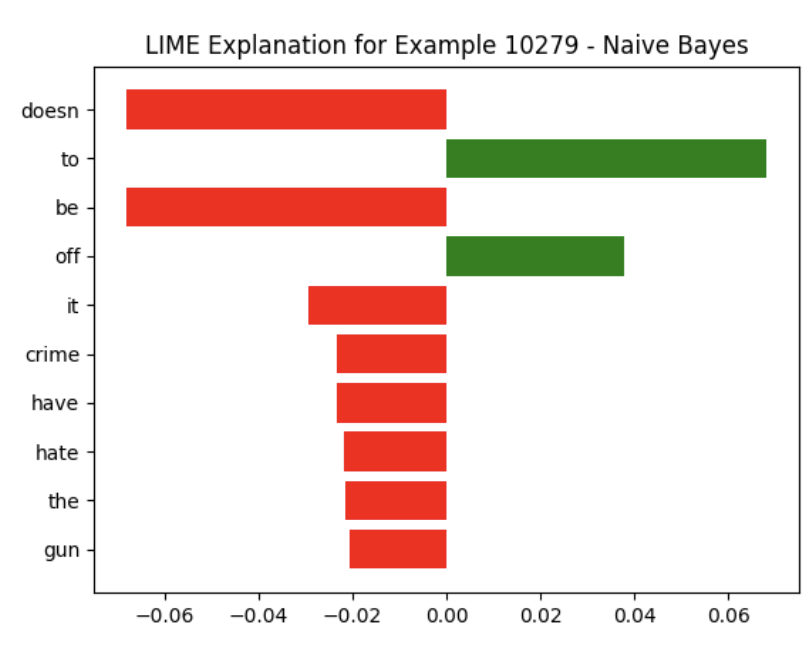 LIME Explanation for Example 10279 - Naive Bayes
doesn
to
be
off
it
crime
have
hate
the
gun
−0.06 −0.04 −0.02 0.00 0.02 0.04 0.06